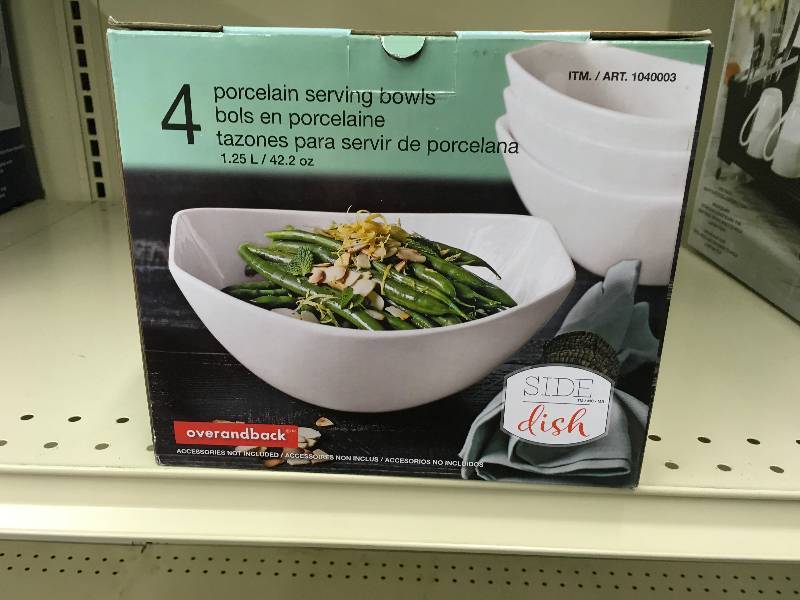 ITM. / ART. 1040003
4 porcelain serving bowls
bols en porcelaine
tazones para servir de porcelana
1.25 L / 42.2 oz
SIDE
dish
overandback
ACCESSORIES NOT INCLUDED / ACCESSOIRES NON INCLUS / ACCESORIOS NO INCLUIDOS